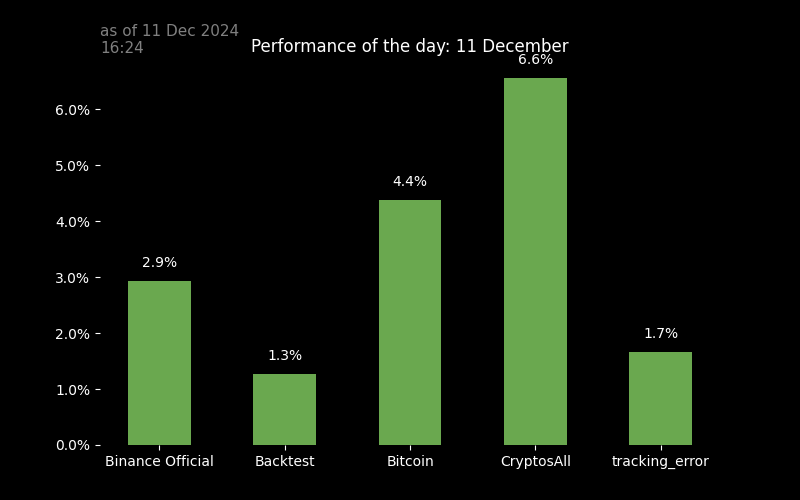 as of 11 Dec 2024
16:24
Performance of the day: 11 December
6.6%
6.0%
5.0%
4.4%
4.0%
2.9%
3.0%
2.0%
1.7%
1.3%
1.0%
0.0%
Binance Official
Backtest
Bitcoin
CryptosAll
tracking_error